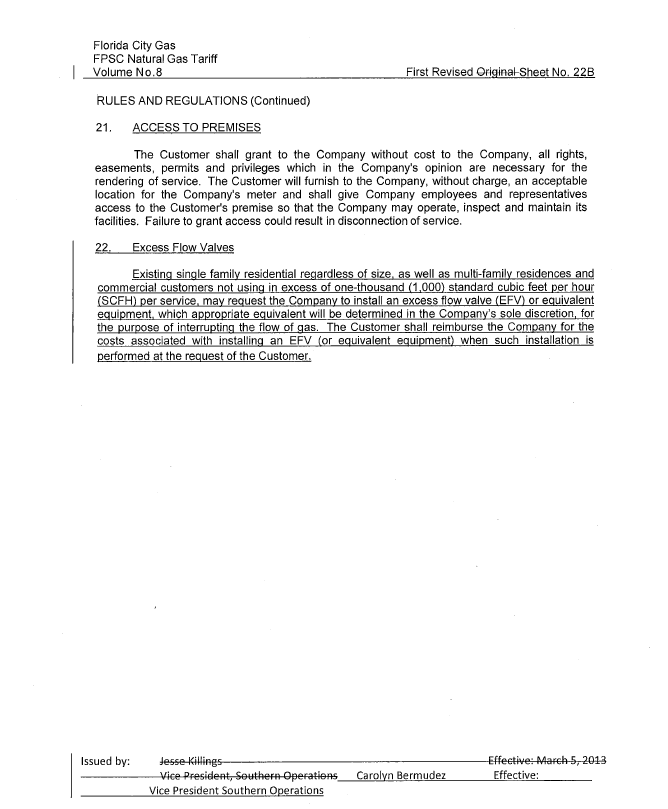 Florida City Gas
FPSC Natural Gas Tariff
Volume No.8 First Revised Original Sheet No. 22B
RULES AND REGULATIONS (Continued)
21. ACCESS TO PREMISES
The Customer shall grant to the Company without cost to the Company, all rights,
easements, permits and privileges which in the Company's opinion are necessary for the
rendering of service. The Customer will furnish to the Company, without charge, an acceptable
location for the Company's meter and shall give Company employees and representatives
access to the Customer's premise so that the Company may operate, inspect and maintain its
facilities. Failure to grant access could result in disconnection of service.
22. Excess Flow Valves
Existing single family residential regardless of size, as well as multi-family residences and
commercial customers not using in excess of one-thousand (1,000) standard cubic feet per hour
(SCFH) per service, may request the Company to install an excess flow valve (EFV) or equivalent
equipment, which appropriate equivalent will be determined in the Company's sole discretion, for
the purpose of interrupting the flow of gas. The Customer shall reimburse the Company for the
costs associated with installing an EFV (or equivalent equipment) when such installation is
performed at the request of the Customer.
Issued by: Jesse Killings Effective: March 5, 2013
Vice President, Southern Operations Carolyn Bermudez Effective:
Vice President Southern Operations